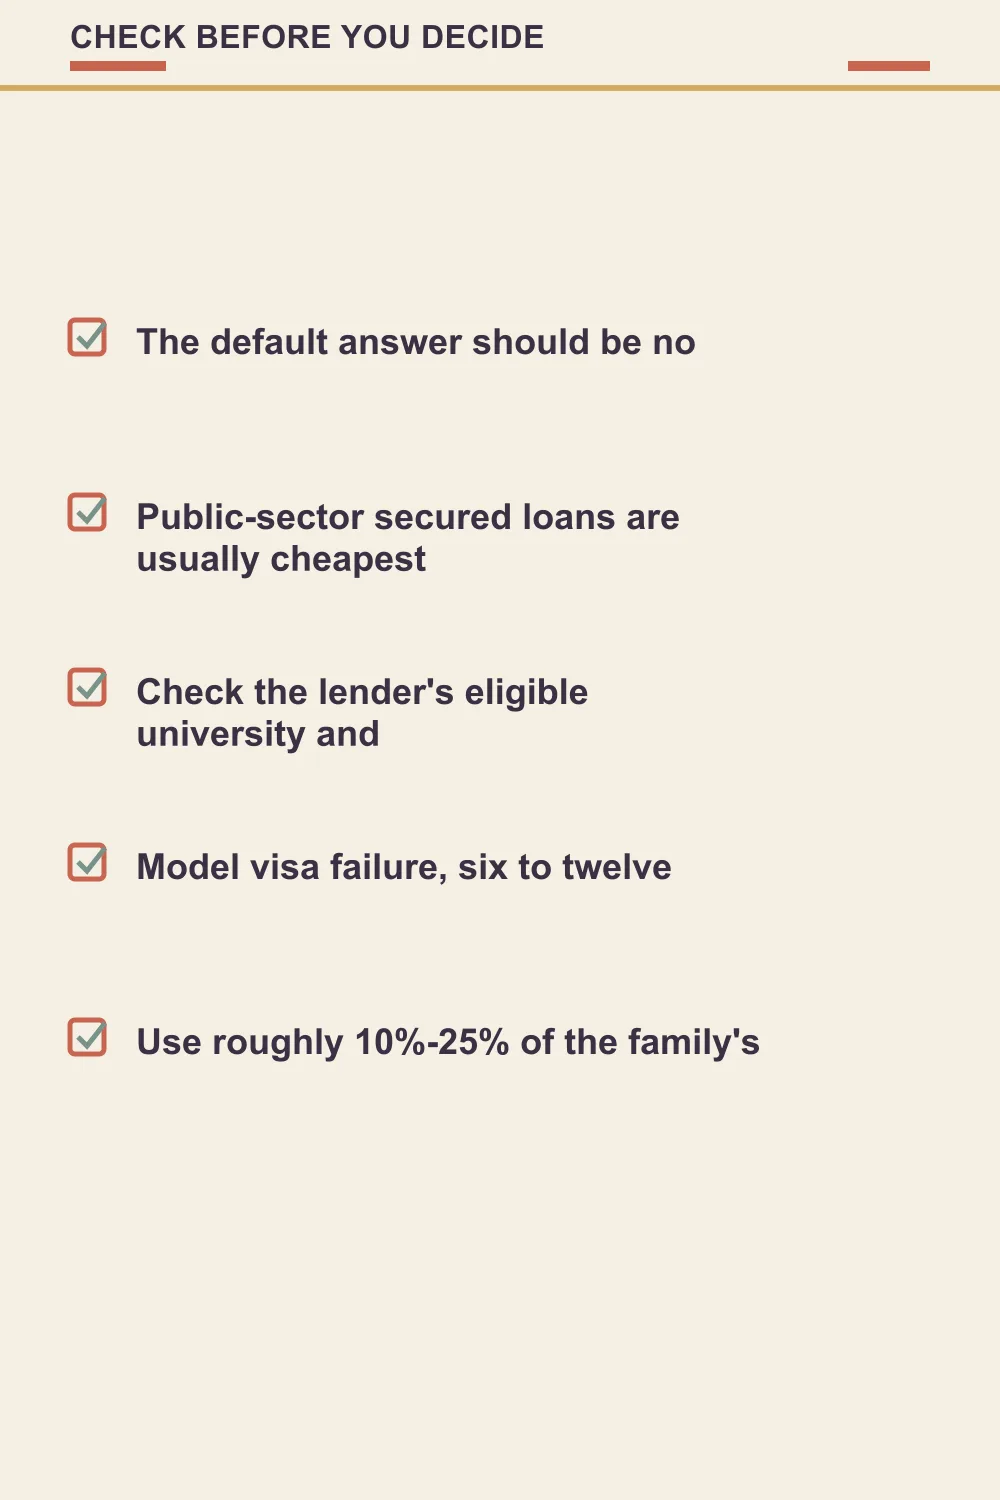 CHECK BEFORE YOU DECIDE
The default answer should be no
Public-sector secured loans are
usually cheapest
Check the lender's eligible
university and
Model visa failure, six to twelve
Use roughly 10%-25% of the family's